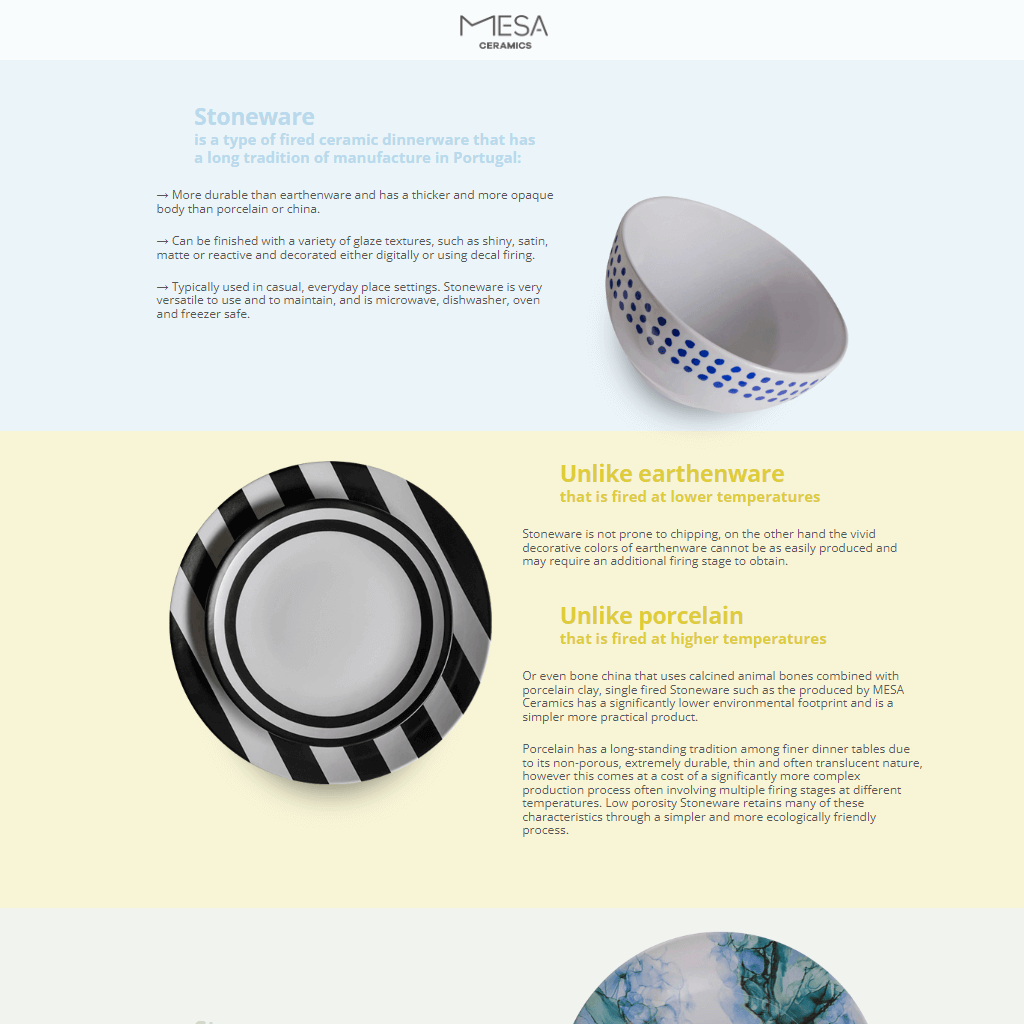 MESA
CERAMICS
Stoneware
is a type of fired ceramic dinnerware that has
a long tradition of manufacture in Portugal:
→ More durable than earthenware and has a thicker and more opaque
body than porcelain or china.
→ Can be finished with a variety of glaze textures, such as shiny, satin,
matte or reactive and decorated either digitally or using decal firing.
→ Typically used in casual, everyday place settings. Stoneware is very
versatile to use and to maintain, and is microwave, dishwasher, oven
and freezer safe.
Unlike earthenware
that is fired at lower temperatures
Stoneware is not prone to chipping, on the other hand the vivid
decorative colors of earthenware cannot be as easily produced and
may require an additional firing stage to obtain.
Unlike porcelain
that is fired at higher temperatures
Or even bone china that uses calcined animal bones combined with
porcelain clay, single fired Stoneware such as the produced by MESA
Ceramics has a significantly lower environmental footprint and is a
simpler more practical product.
Porcelain has a long-standing tradition among finer dinner tables due
to its non-porous, extremely durable, thin and often translucent nature,
however this comes at a cost of a significantly more complex
production process often involving multiple firing stages at different
temperatures. Low porosity Stoneware retains many of these
characteristics through a simpler and more ecologically friendly
process.